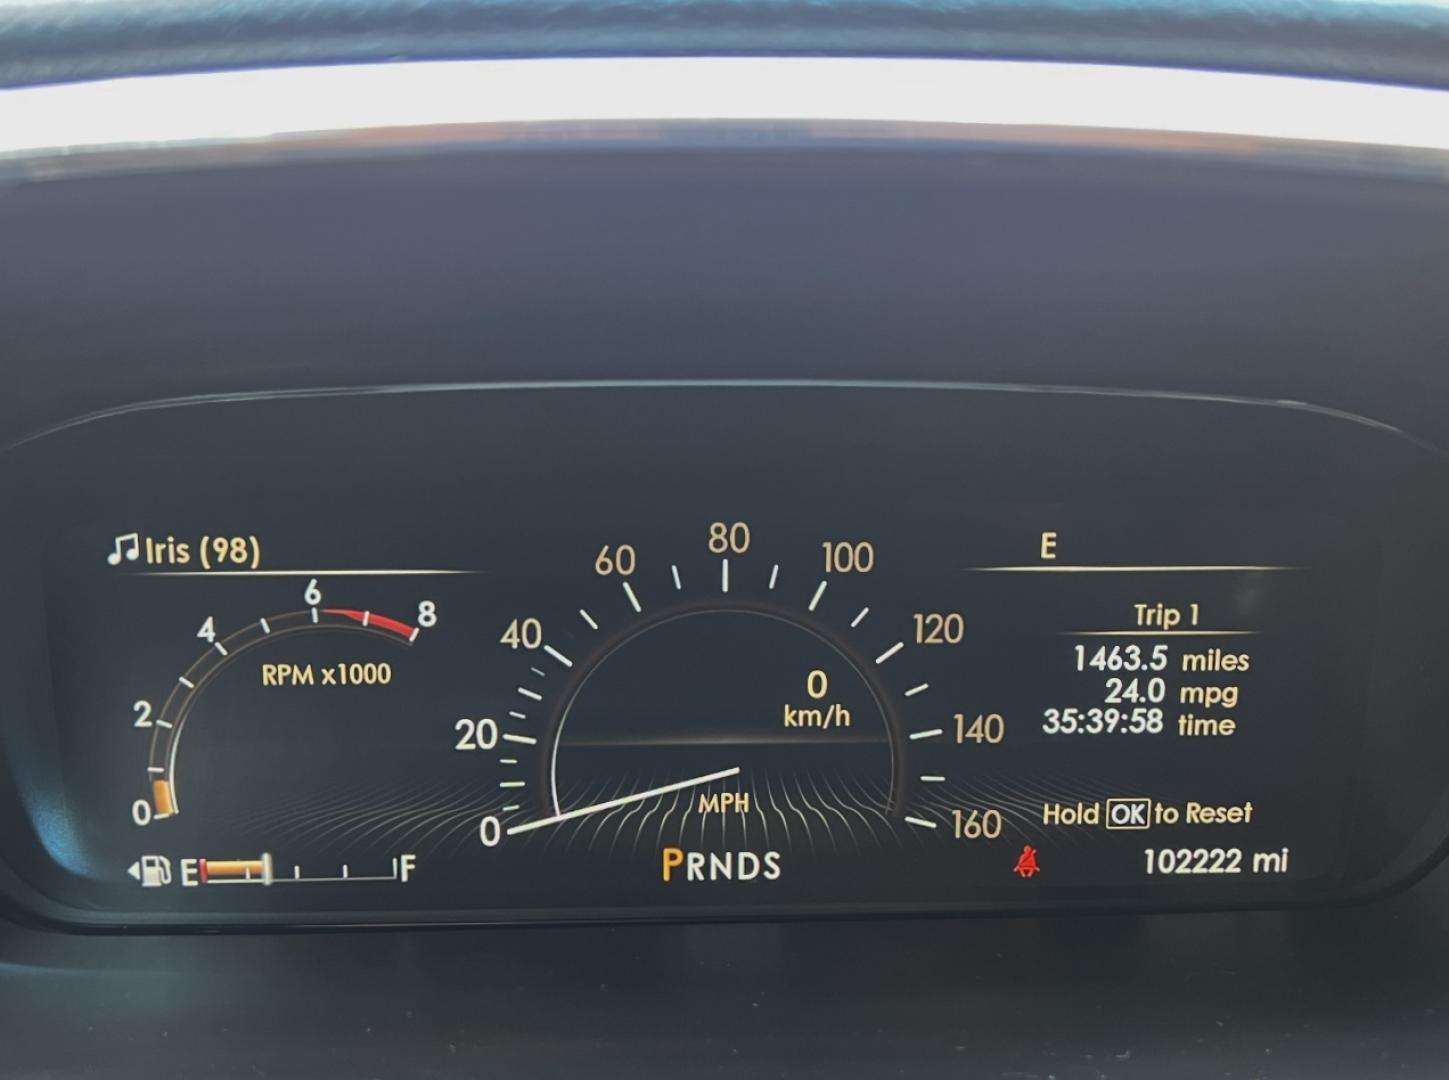 Iris (98)
E
0
2
4
6
8
RPM x1000
0
20
40
60
80
100
120
140
160
0
km/h
MPH
Trip 1
1463.5 miles
24.0 mpg
35:39:58 time
Hold OK to Reset
E F
PRNDS
102222 mi